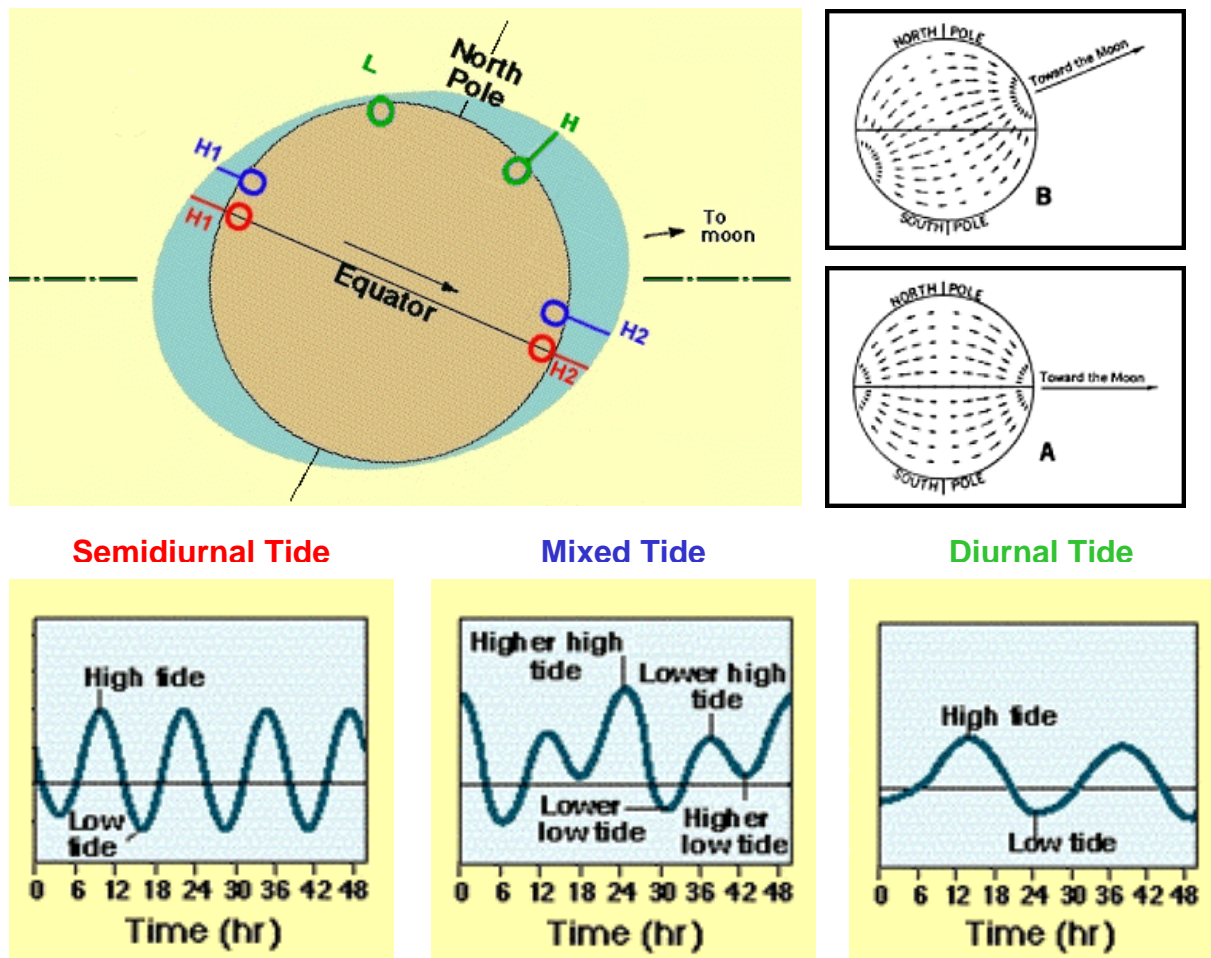 L
North
Pole
H
H1
H1
To
moon
Equator
H2
H2
NORTH POLE
Toward the Moon
B
SOUTH POLE
NORTH POLE
Toward the Moon
A
SOUTH POLE
Semidiurnal Tide
Mixed Tide
Diurnal Tide
High tide
Low
tide
0 6 12 18 24 30 36 42 48
Time (hr)
Higher high
tide
Lower high
tide
Lower
low tide
Higher
low tide
0 6 12 18 24 30 36 42 48
Time (hr)
High tide
Low tide
0 6 12 18 24 30 36 42 48
Time (hr)